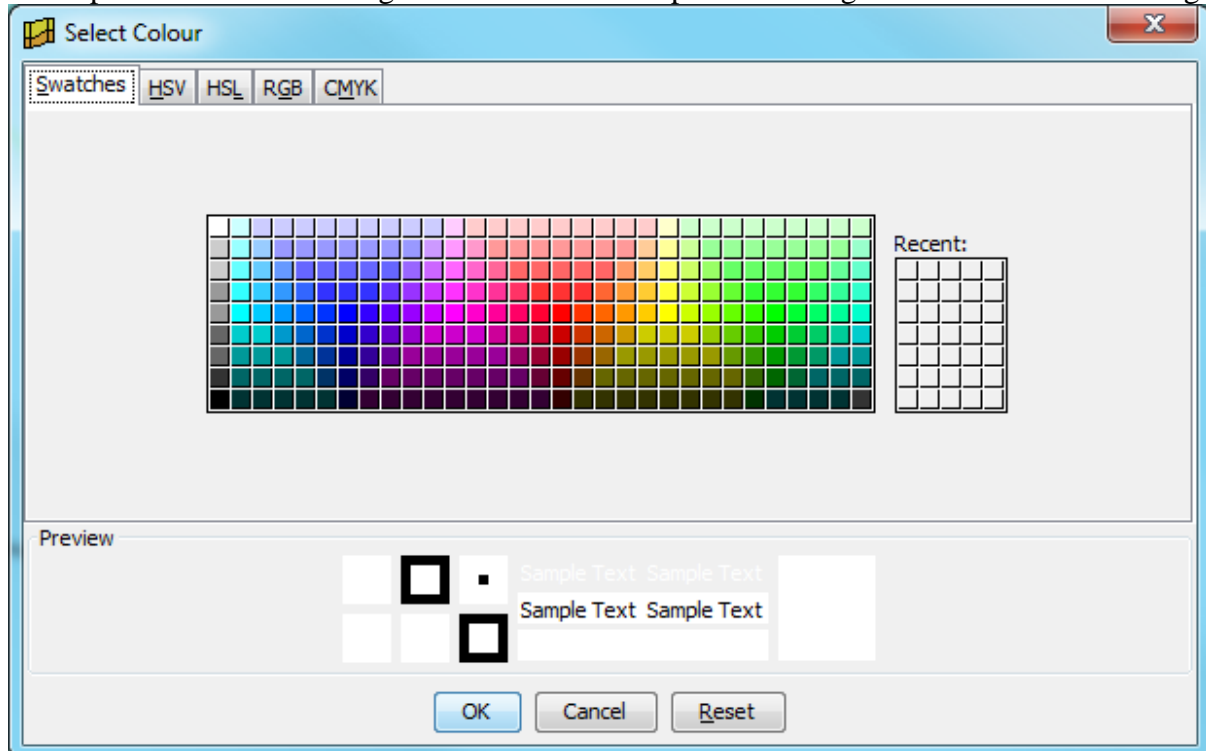 Select Colour
Swatches HSV HSL RGB CMYK
Recent:
Preview
Sample Text Sample Text
Sample Text Sample Text
OK Cancel Reset